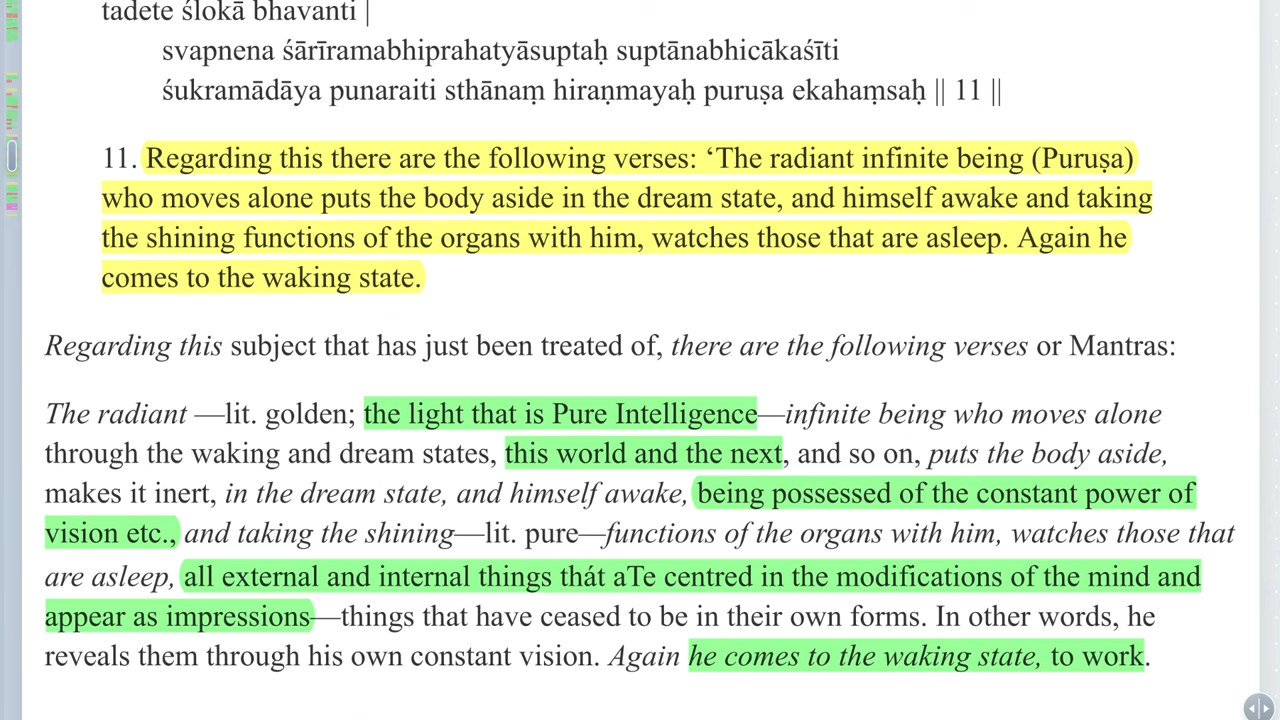 tadete ślokā bhavanti |
svapnena śārīramabhiprahatyāsuptaḥ suptānabhicākaśīti
śukramādāya punaraiti sthānaṃ hiraṇmayaḥ puruṣa ekahaṃsaḥ || 11 ||
11. Regarding this there are the following verses: ‘The radiant infinite being (Puruṣa)
who moves alone puts the body aside in the dream state, and himself awake and taking
the shining functions of the organs with him, watches those that are asleep. Again he
comes to the waking state.
Regarding this subject that has just been treated of, there are the following verses or Mantras:
The radiant —lit. golden; the light that is Pure Intelligence—infinite being who moves alone
through the waking and dream states, this world and the next, and so on, puts the body aside,
makes it inert, in the dream state, and himself awake, being possessed of the constant power of
vision etc., and taking the shining—lit. pure—functions of the organs with him, watches those that
are asleep, all external and internal things thát aTe centred in the modifications of the mind and
appear as impressions—things that have ceased to be in their own forms. In other words, he
reveals them through his own constant vision. Again he comes to the waking state, to work.